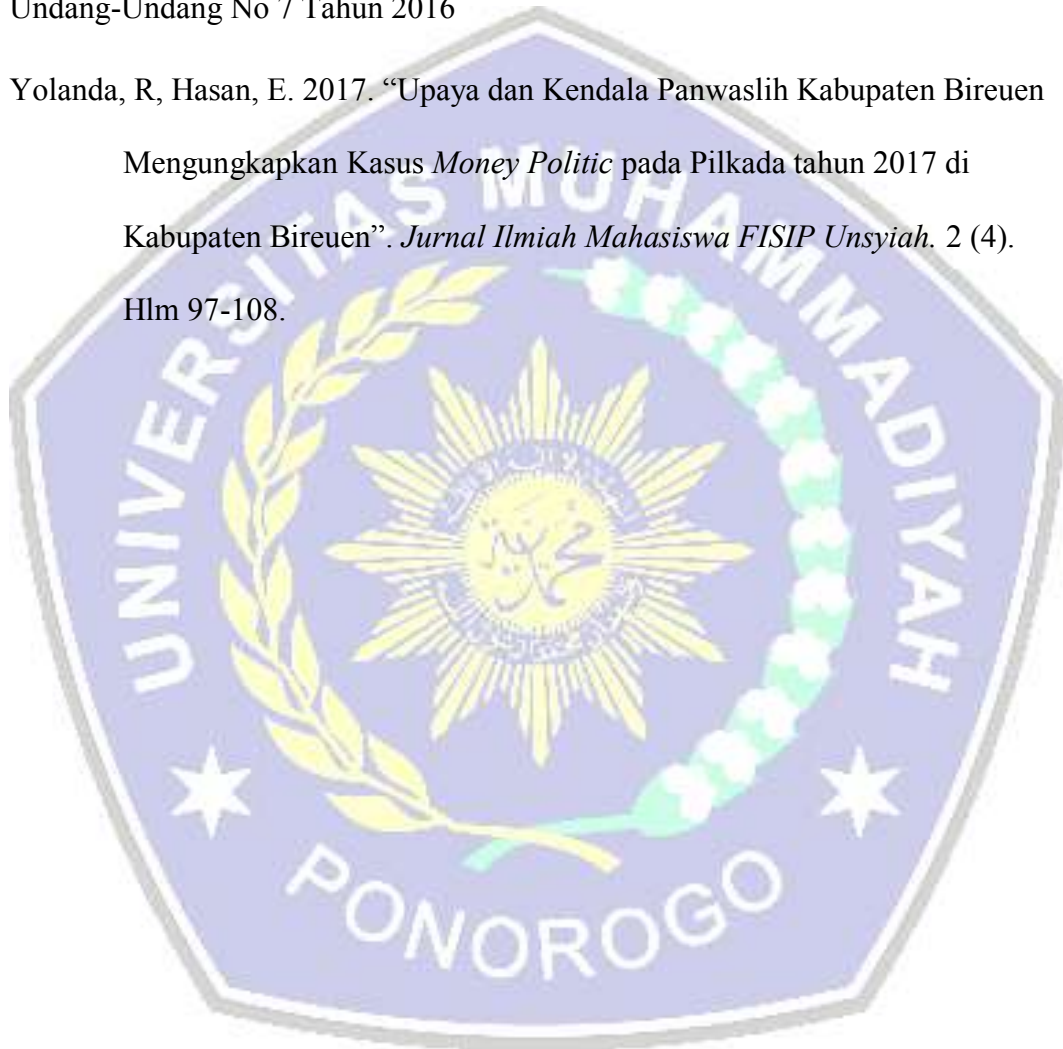 Undang-Undang No 7 Tahun 2016
Yolanda, R, Hasan, E. 2017. “Upaya dan Kendala Panwaslih Kabupaten Bireuen
Mengungkapkan Kasus Money Politic pada Pilkada tahun 2017 di
Kabupaten Bireuen”. Jurnal Ilmiah Mahasiswa FISIP Unsyiah. 2 (4).
Hlm 97-108.
UNIVERSITAS MUHAMMADIYAH
PONOROGO